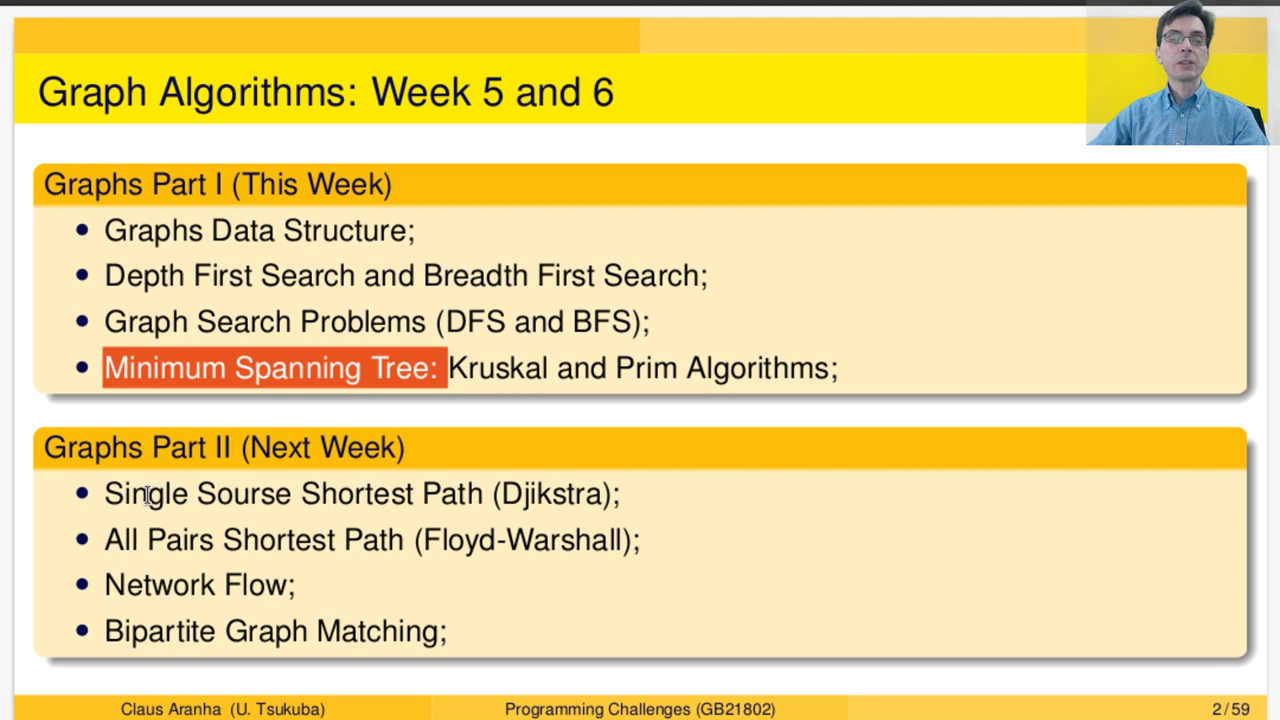 Graph Algorithms: Week 5 and 6
Graphs Part I (This Week)
Graphs Data Structure;
Depth First Search and Breadth First Search;
Graph Search Problems (DFS and BFS);
Minimum Spanning Tree: Kruskal and Prim Algorithms;
Graphs Part II (Next Week)
Single Sourse Shortest Path (Djikstra);
All Pairs Shortest Path (Floyd-Warshall);
Network Flow;
Bipartite Graph Matching;
Claus Aranha (U. Tsukuba)
Programming Challenges (GB21802)
2 / 59